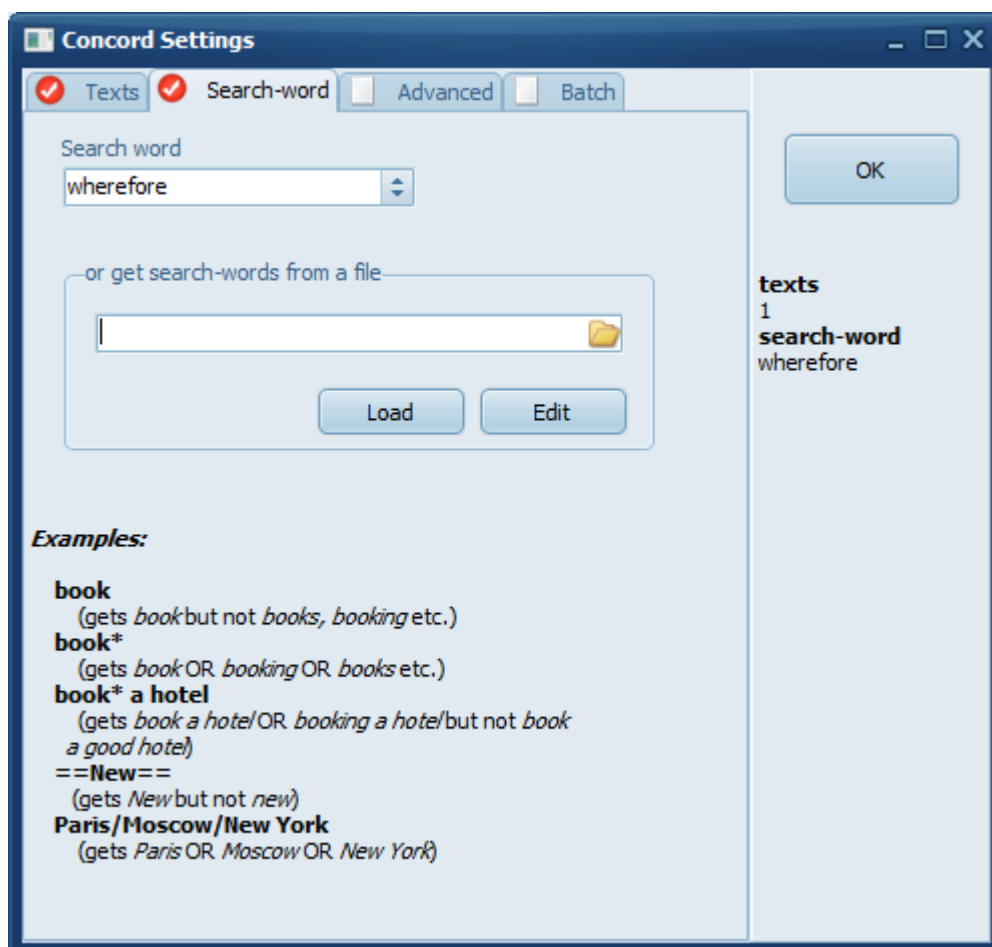 Concord Settings
Texts Search-word Advanced Batch
Search word
wherefore
or get search-words from a file
Load Edit
Examples:
book
(gets book but not books, booking etc.)
book*
(gets book OR booking OR books etc.)
book* a hotel
(gets book a hotel OR booking a hotel but not book
a good hotel)
==New==
(gets New but not new)
Paris/Moscow/New York
(gets Paris OR Moscow OR New York)
OK
texts
1
search-word
wherefore